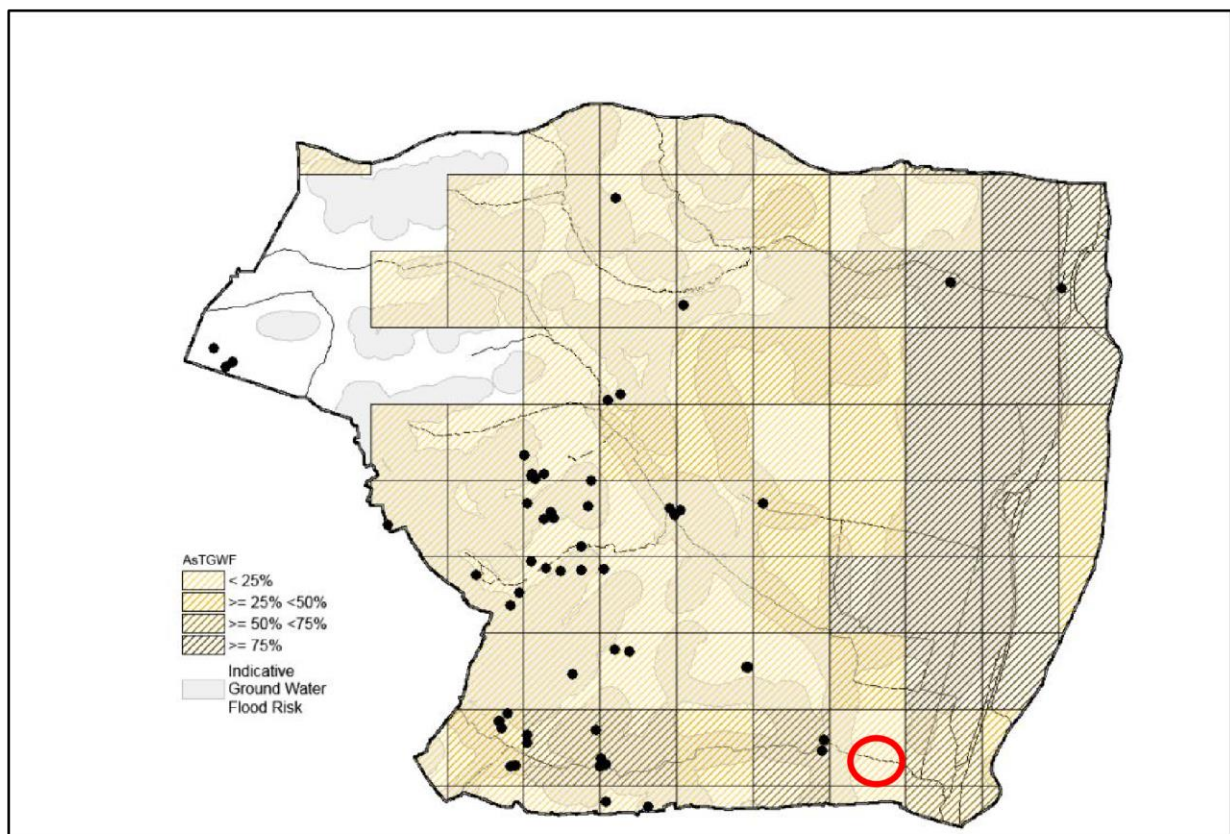 AsTGWF
< 25%
>= 25% <50%
>= 50% <75%
>= 75%
Indicative
Ground Water
Flood Risk